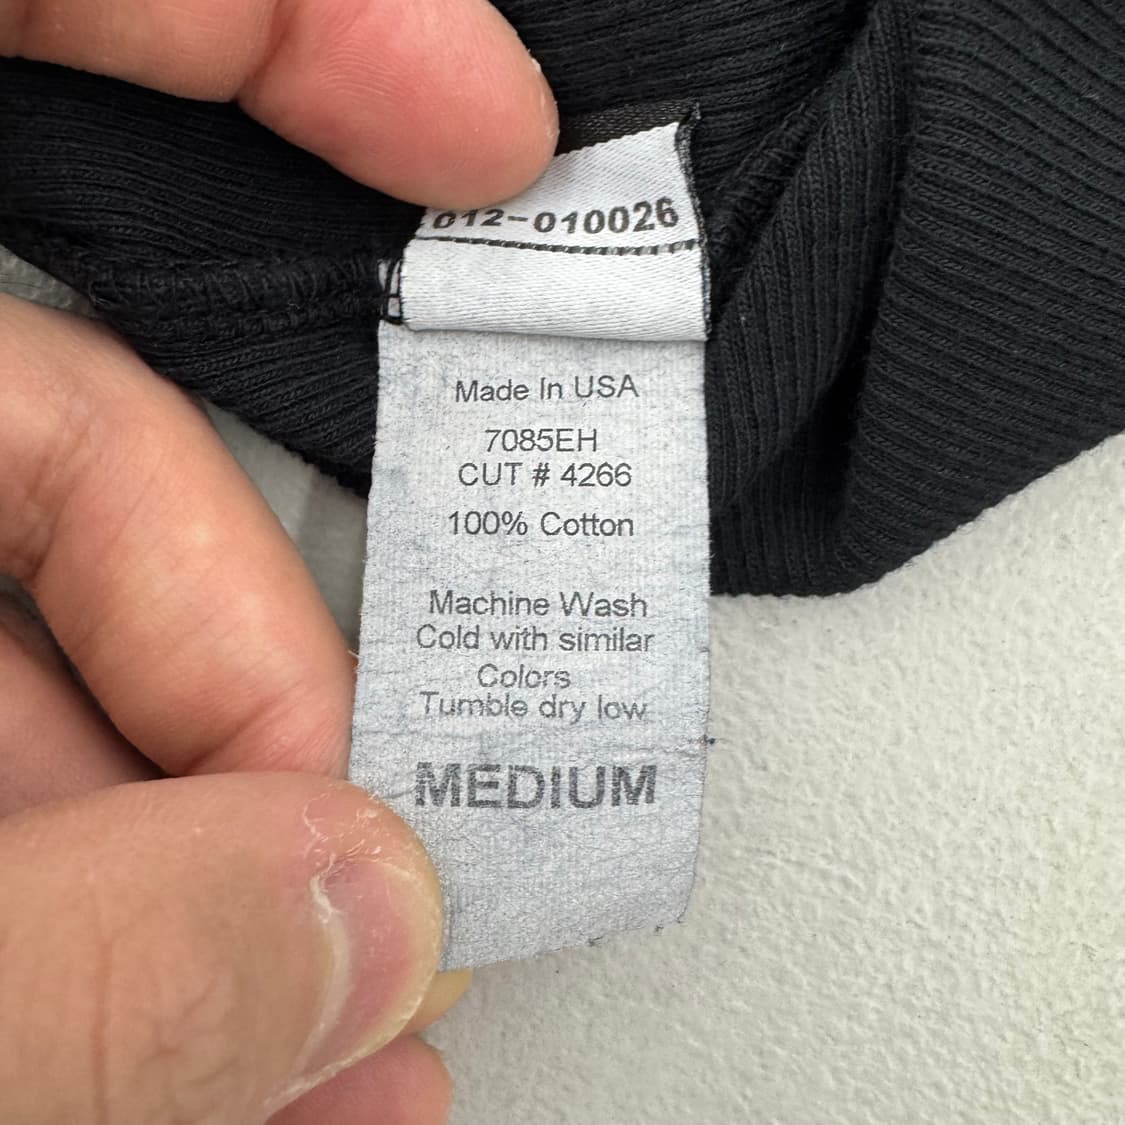 012-010026
Made In USA
7085EH
CUT # 4266
100% Cotton
Machine Wash
Cold with similar
Colors
Tumble dry low
MEDIUM